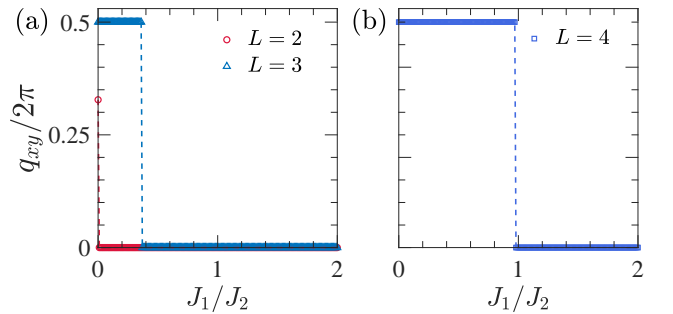 (a)
0.5
0.25
0
q_{xy}/2π
L = 2
L = 3
0
1
2
J_1/J_2
(b)
L = 4
0
1
2
J_1/J_2